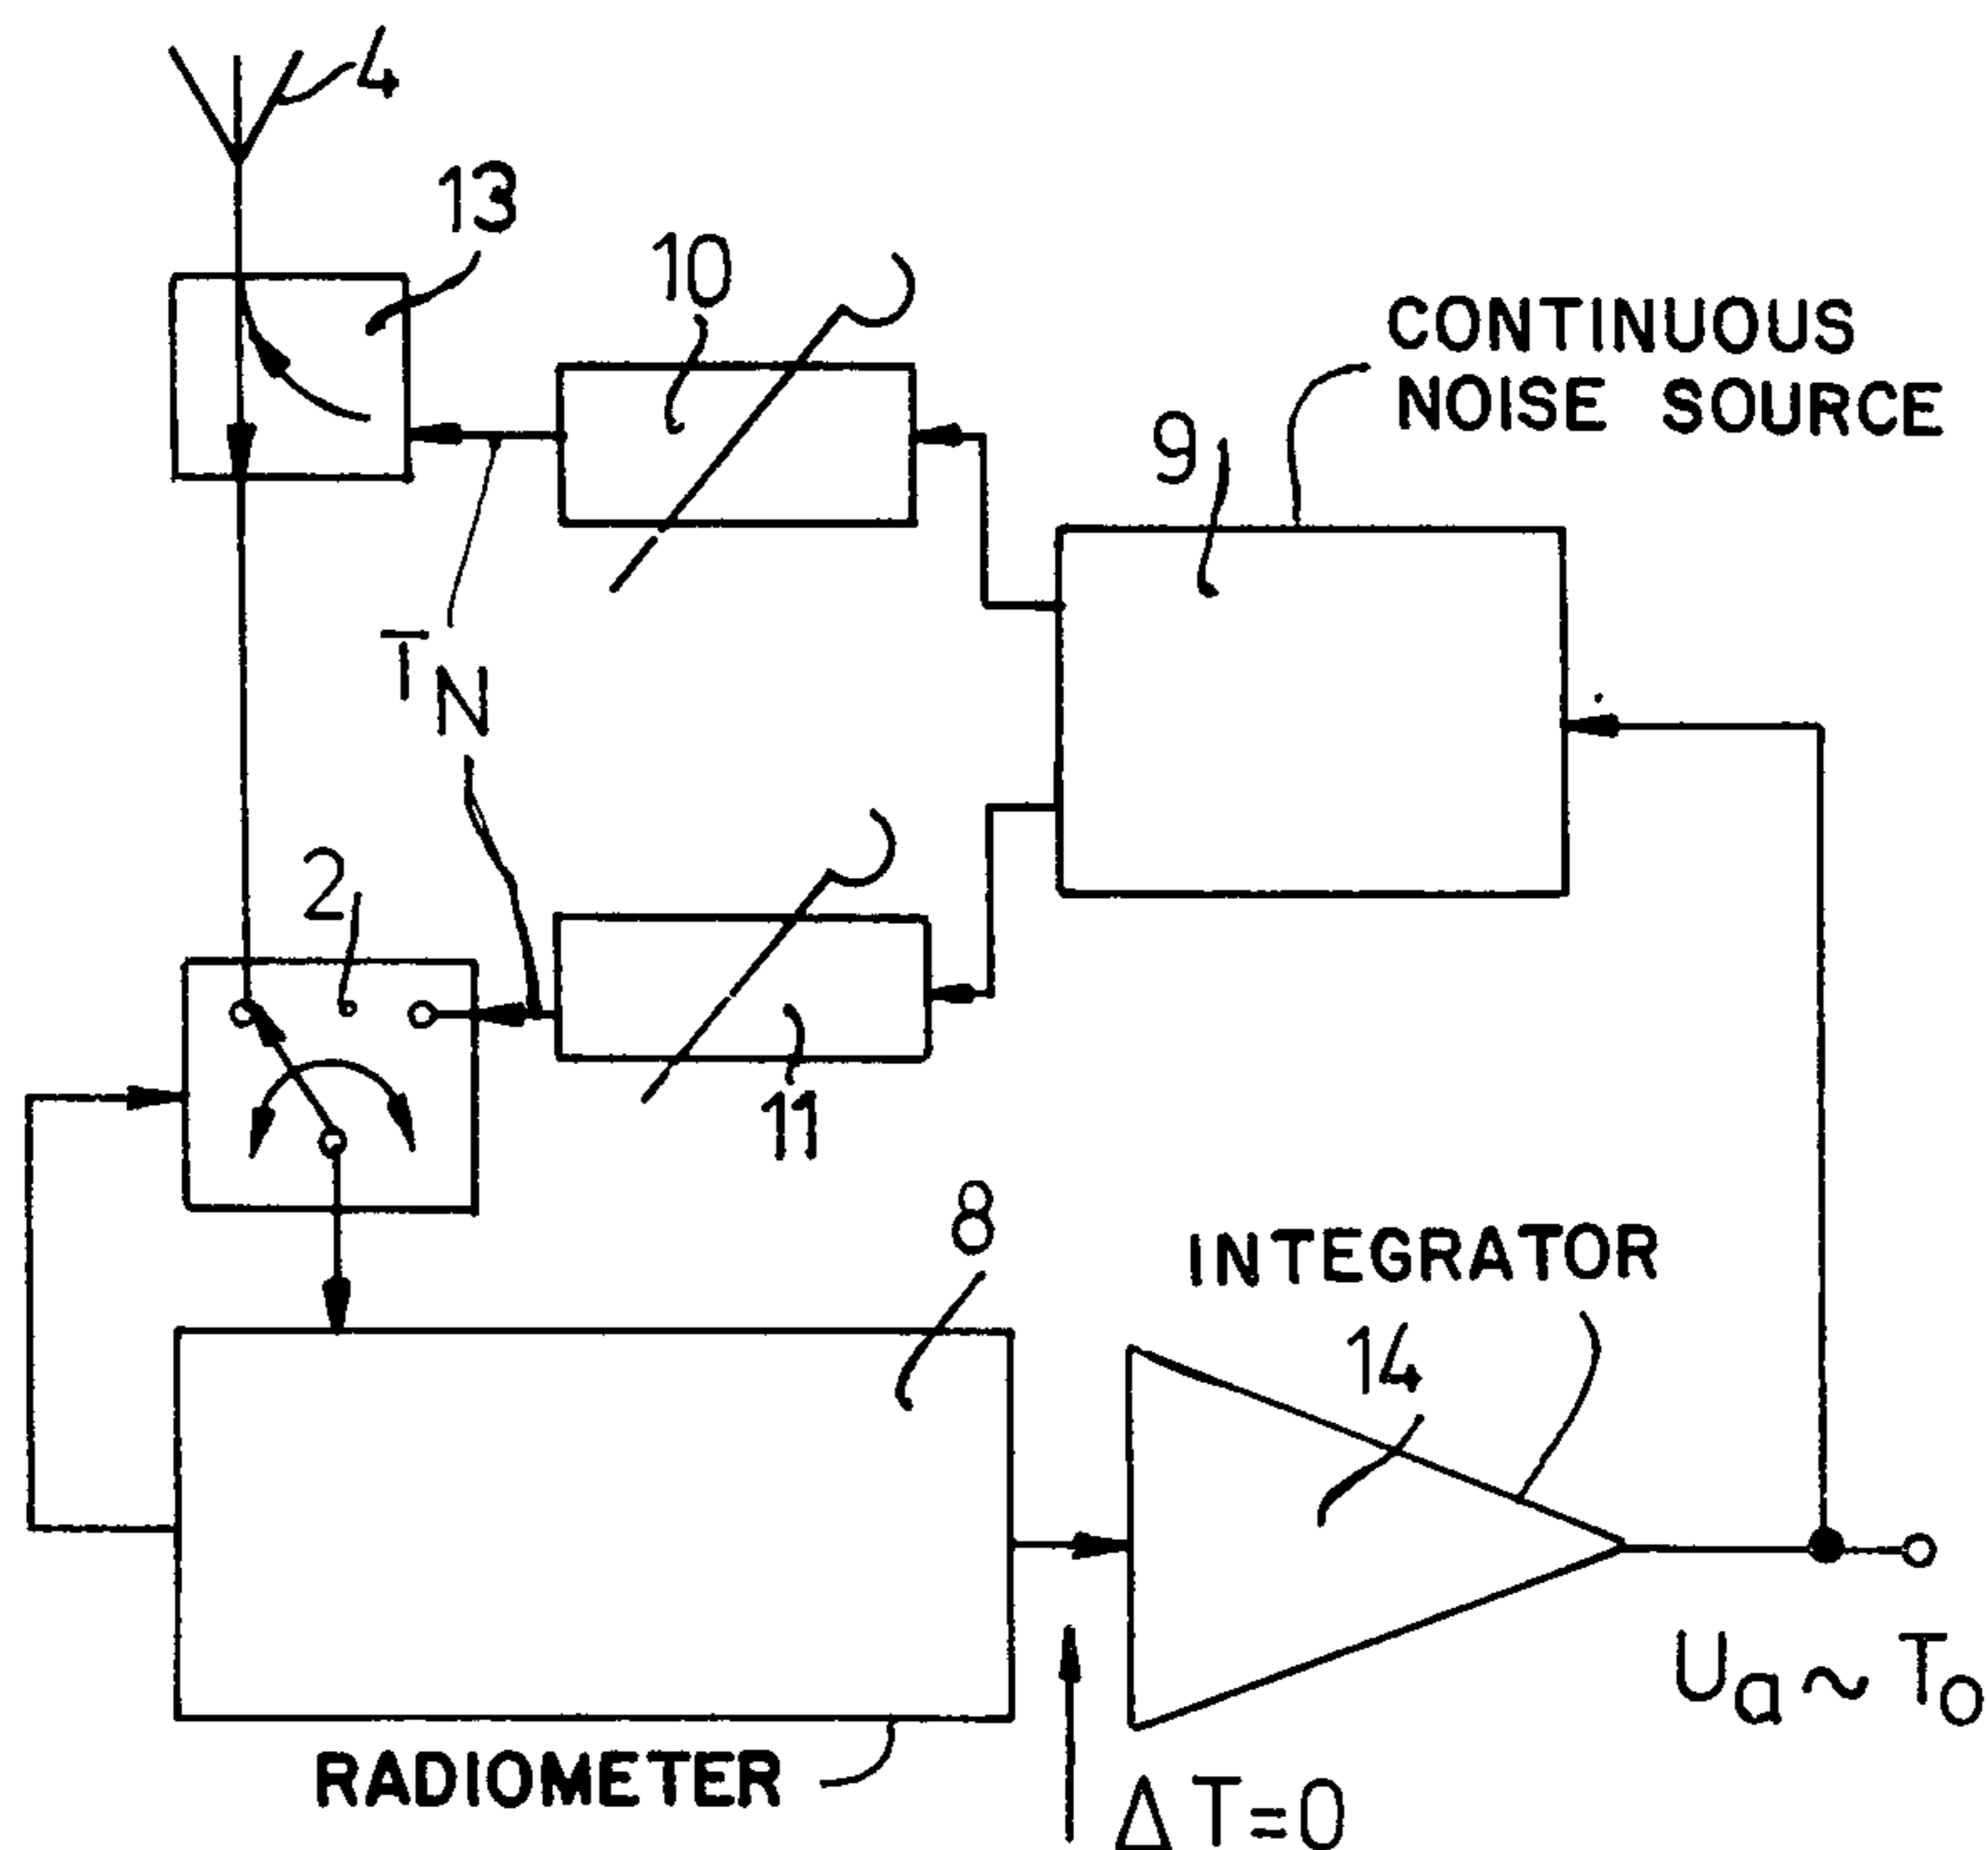 4
13
10
CONTINUOUS
NOISE SOURCE
9
TN
2
11
8
INTEGRATOR
14
Ua ~ To
RADIOMETER
ΔT=0